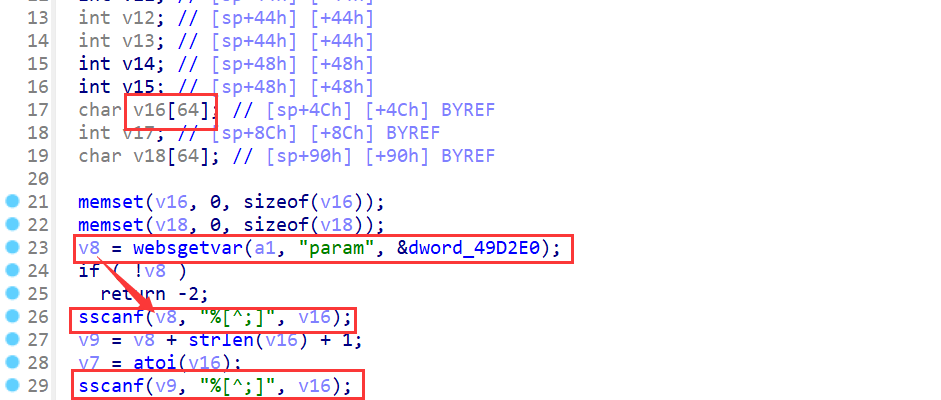 13 int v12; // [sp+44h] [+44h]
14 int v13; // [sp+44h] [+44h]
15 int v14; // [sp+48h] [+48h]
16 int v15; // [sp+48h] [+48h]
17 char v16[64]; // [sp+4Ch] [+4Ch] BYREF
18 int v17; // [sp+8Ch] [+8Ch] BYREF
19 char v18[64]; // [sp+90h] [+90h] BYREF
20
21 memset(v16, 0, sizeof(v16));
22 memset(v18, 0, sizeof(v18));
23 v8 = websgetvar(a1, "param", &dword_49D2E0);
24 if ( !v8 )
25 return -2;
26 sscanf(v8, "%[^;]", v16);
27 v9 = v8 + strlen(v16) + 1;
28 v7 = atoi(v16);
29 sscanf(v9, "%[^;]", v16);